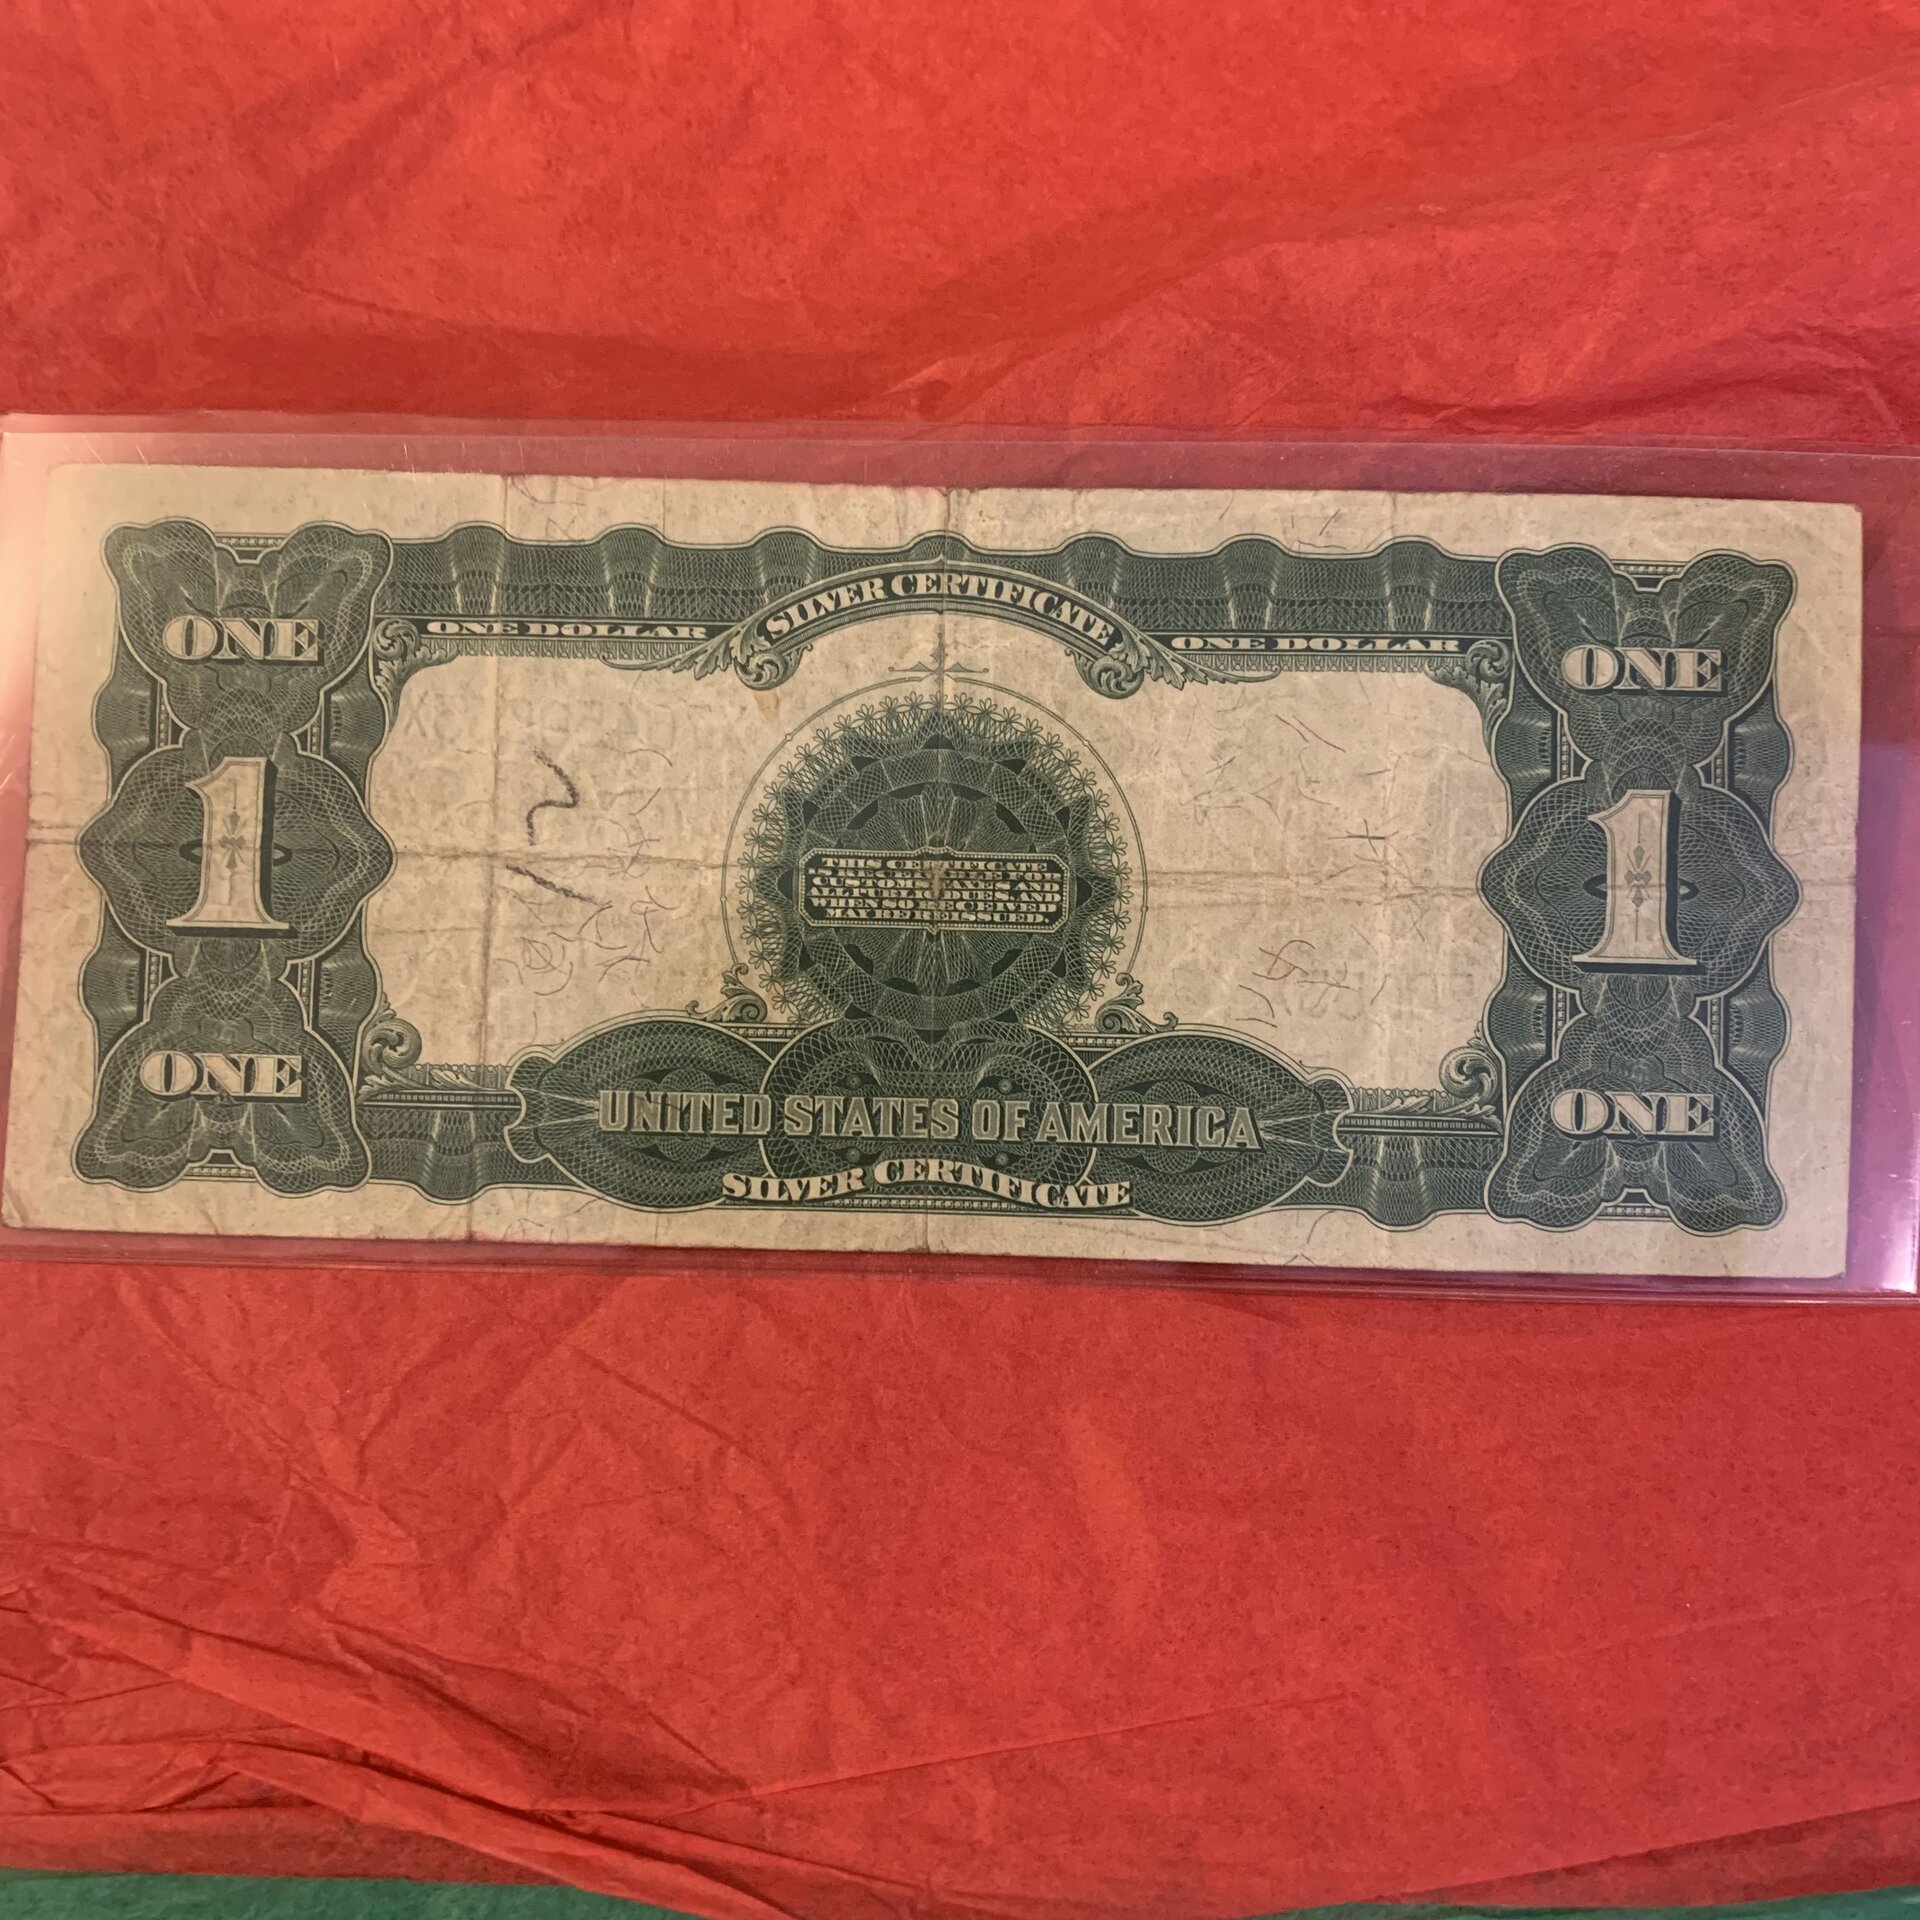 SILVER CERTIFICATE
ONE ONE DOLLAR ONE DOLLAR ONE
1 1
THIS CERTIFICATE
IS RECEIVABLE FOR
CUSTOMS, TAXES AND
ALL PUBLIC DUES, AND
WHEN SO RECEIVED
MAY BE REISSUED.
ONE ONE
UNITED STATES OF AMERICA
SILVER CERTIFICATE